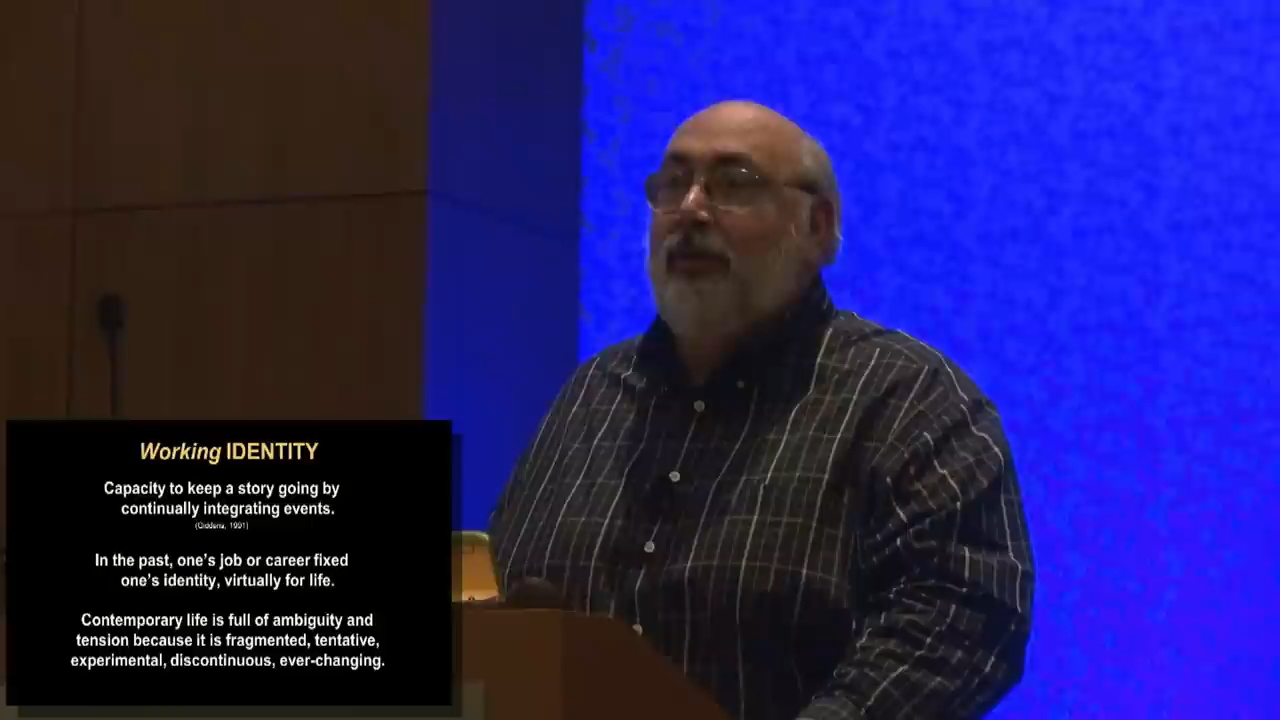 Working IDENTITY
Capacity to keep a story going by
continually integrating events.
(Giddens, 1991)
In the past, one's job or career fixed
one's identity, virtually for life.
Contemporary life is full of ambiguity and
tension because it is fragmented, tentative,
experimental, discontinuous, ever-changing.